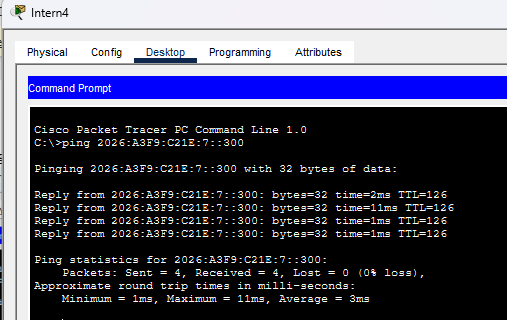 Intern4
Physical Config Desktop Programming Attributes
Command Prompt
Cisco Packet Tracer PC Command Line 1.0
C:\>ping 2026:A3F9:C21E:7::300
Pinging 2026:A3F9:C21E:7::300 with 32 bytes of data:
Reply from 2026:A3F9:C21E:7::300: bytes=32 time=2ms TTL=126
Reply from 2026:A3F9:C21E:7::300: bytes=32 time=11ms TTL=126
Reply from 2026:A3F9:C21E:7::300: bytes=32 time=1ms TTL=126
Reply from 2026:A3F9:C21E:7::300: bytes=32 time=1ms TTL=126
Ping statistics for 2026:A3F9:C21E:7::300:
Packets: Sent = 4, Received = 4, Lost = 0 (0% loss),
Approximate round trip times in milli-seconds:
Minimum = 1ms, Maximum = 11ms, Average = 3ms